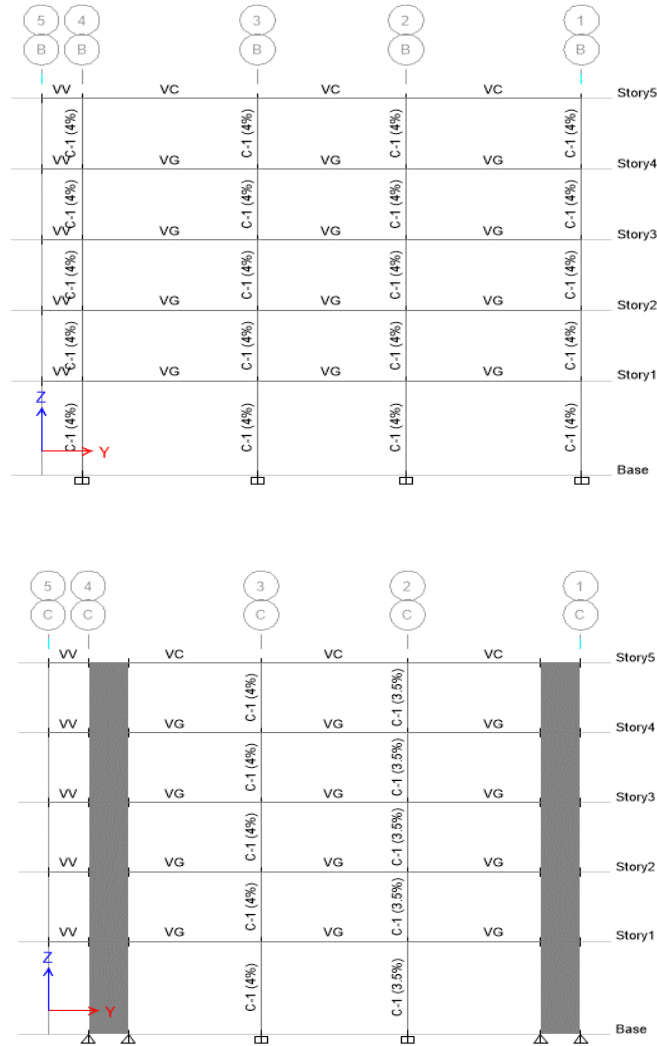 5 4 3 2 1
B B B B B
VV VC VC VC Story5
C-1 (4%) C-1 (4%) C-1 (4%) C-1 (4%)
VV VG VG VG Story4
C-1 (4%) C-1 (4%) C-1 (4%) C-1 (4%)
VV VG VG VG Story3
C-1 (4%) C-1 (4%) C-1 (4%) C-1 (4%)
VV VG VG VG Story2
C-1 (4%) C-1 (4%) C-1 (4%) C-1 (4%)
VV VG VG VG Story1
Z
C-1 (4%) C-1 (4%) C-1 (4%) C-1 (4%)
Y
Base
5 4 3 2 1
C C C C C
VV VC VC VC Story5
C-1 (4%) C-1 (3.5%)
VV VG VG VG Story4
C-1 (4%) C-1 (3.5%)
VV VG VG VG Story3
C-1 (4%) C-1 (3.5%)
VV VG VG VG Story2
C-1 (4%) C-1 (3.5%)
VV VG VG VG Story1
Z
C-1 (4%) C-1 (3.5%)
Y
Base